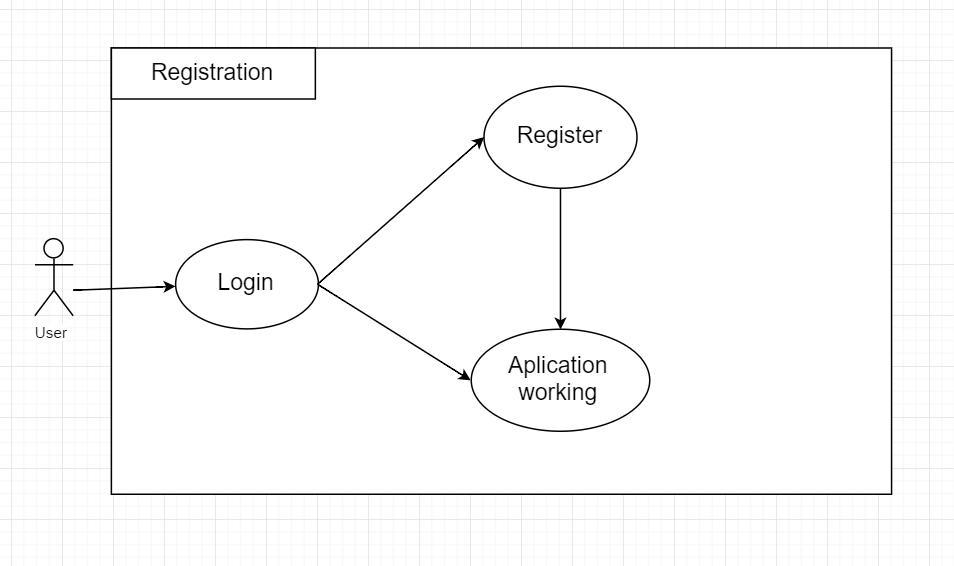 Registration
Register
Login
User
Aplication
working